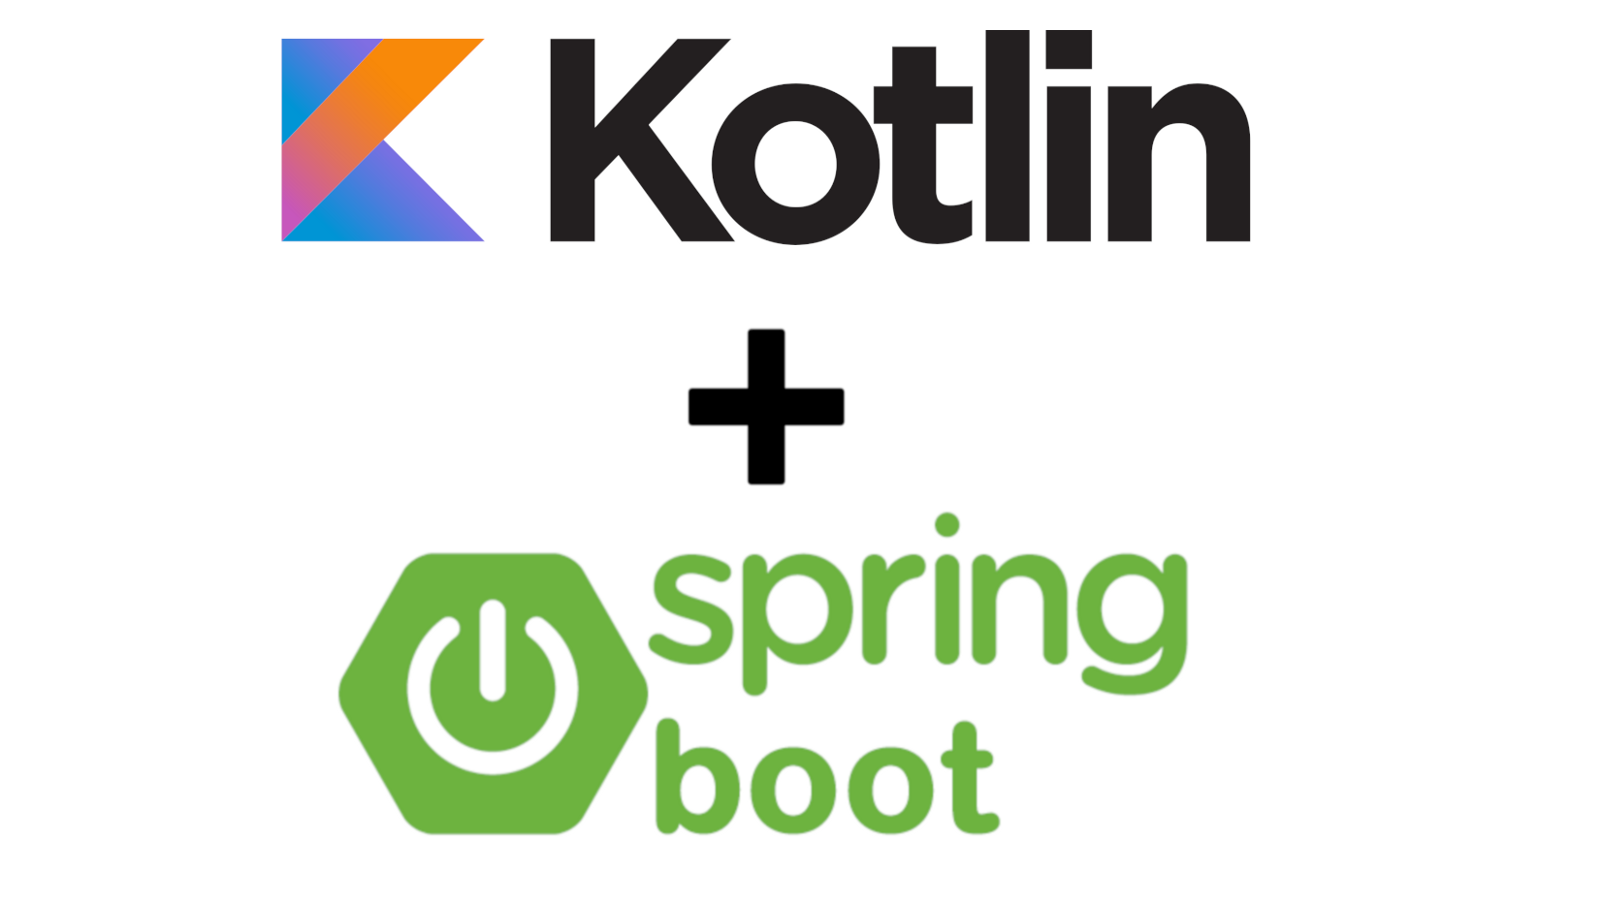 Kotlin
+
spring
boot